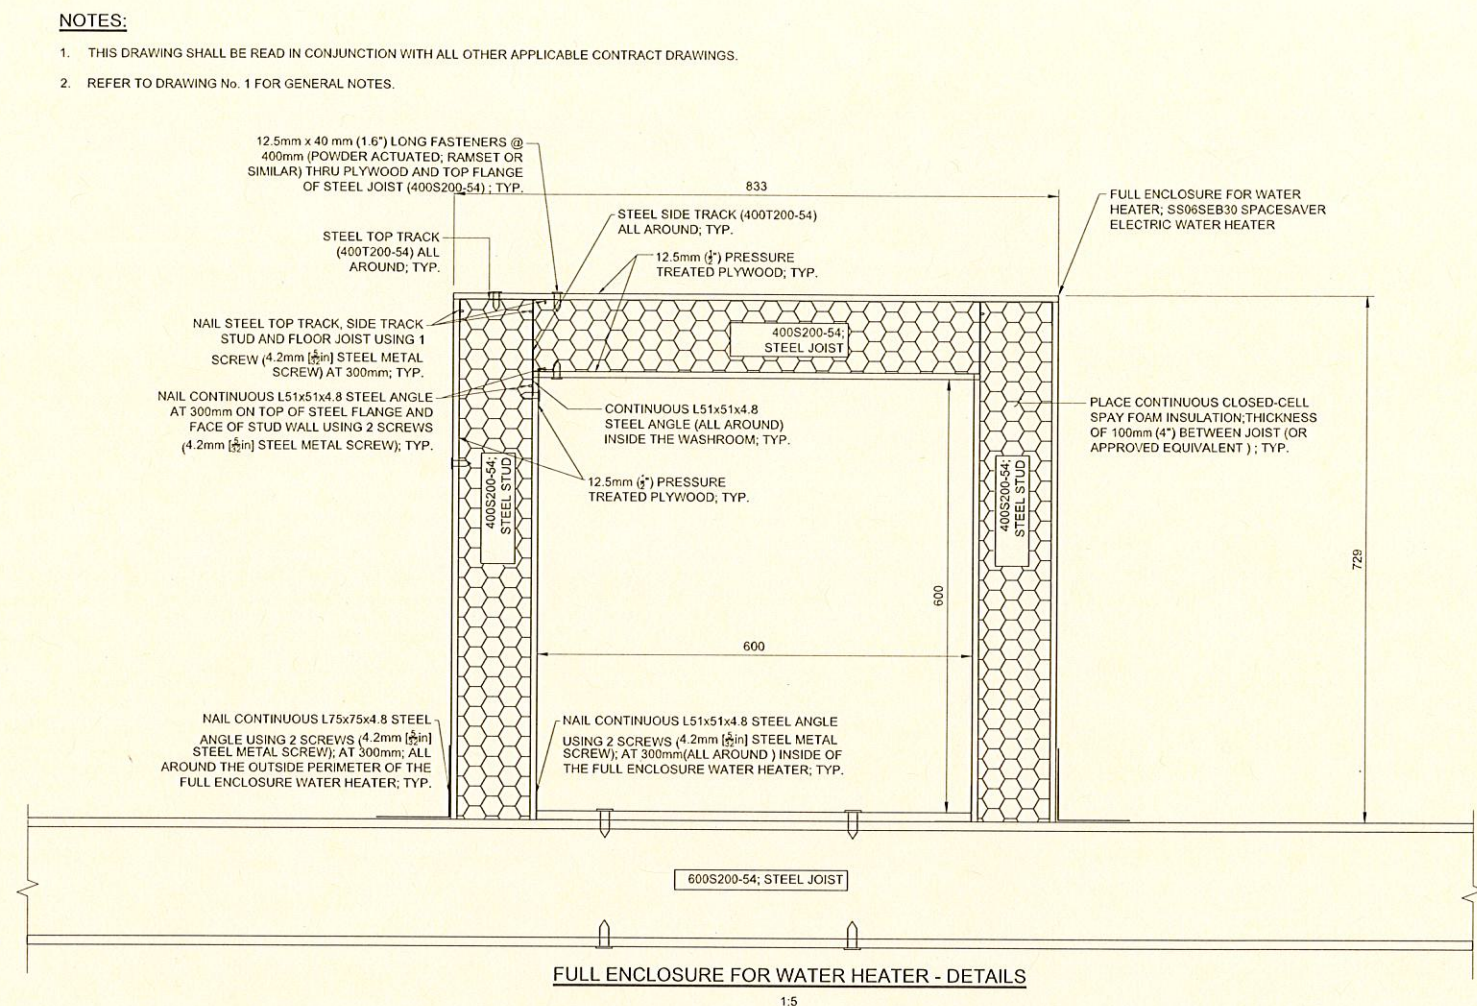 NOTES:
1. THIS DRAWING SHALL BE READ IN CONJUNCTION WITH ALL OTHER APPLICABLE CONTRACT DRAWINGS.
2. REFER TO DRAWING No. 1 FOR GENERAL NOTES.
12.5mm x 40 mm (1.6") LONG FASTENERS @
400mm (POWDER ACTUATED; RAMSET OR
SIMILAR) THRU PLYWOOD AND TOP FLANGE
OF STEEL JOIST (400S200-54) ; TYP.
833
FULL ENCLOSURE FOR WATER
HEATER; SS06SEB30 SPACESAVER
ELECTRIC WATER HEATER
STEEL SIDE TRACK (400T200-54)
ALL AROUND; TYP.
STEEL TOP TRACK
(400T200-54) ALL
AROUND; TYP.
12.5mm (½") PRESSURE
TREATED PLYWOOD; TYP.
NAIL STEEL TOP TRACK, SIDE TRACK
STUD AND FLOOR JOIST USING 1
SCREW (4.2mm [5/32in] STEEL METAL
SCREW) AT 300mm; TYP.
400S200-54;
STEEL JOIST
NAIL CONTINUOUS L51x51x4.8 STEEL ANGLE
AT 300mm ON TOP OF STEEL FLANGE AND
FACE OF STUD WALL USING 2 SCREWS
(4.2mm [5/32in] STEEL METAL SCREW); TYP.
CONTINUOUS L51x51x4.8
STEEL ANGLE (ALL AROUND)
INSIDE THE WASHROOM; TYP.
PLACE CONTINUOUS CLOSED-CELL
SPAY FOAM INSULATION;THICKNESS
OF 100mm (4") BETWEEN JOIST (OR
APPROVED EQUIVALENT ) ; TYP.
12.5mm (½") PRESSURE
TREATED PLYWOOD; TYP.
400S200-54;
STEEL STUD
400S200-54;
STEEL STUD
729
600
600
NAIL CONTINUOUS L75x75x4.8 STEEL
ANGLE USING 2 SCREWS (4.2mm [5/32in]
STEEL METAL SCREW); AT 300mm; ALL
AROUND THE OUTSIDE PERIMETER OF THE
FULL ENCLOSURE WATER HEATER; TYP.
NAIL CONTINUOUS L51x51x4.8 STEEL ANGLE
USING 2 SCREWS (4.2mm [5/32in] STEEL METAL
SCREW); AT 300mm(ALL AROUND ) INSIDE OF
THE FULL ENCLOSURE WATER HEATER; TYP.
600S200-54; STEEL JOIST
FULL ENCLOSURE FOR WATER HEATER - DETAILS
1:5